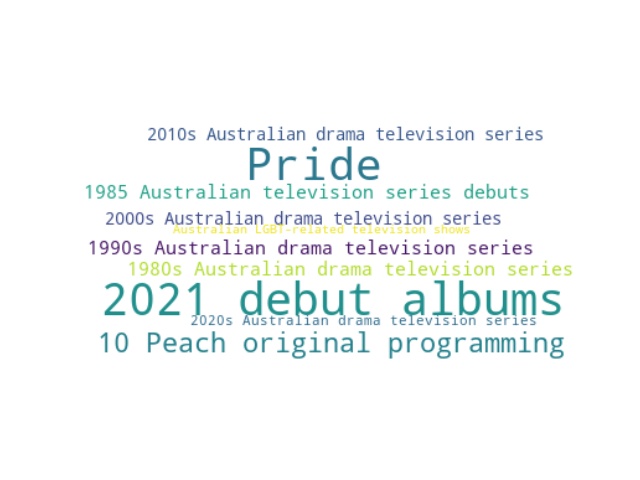 2010s Australian drama television series
Pride
1985 Australian television series debuts
2000s Australian drama television series
Australian LGBT-related television shows
1990s Australian drama television series
1980s Australian drama television series
2021 debut albums
2020s Australian drama television series
10 Peach original programming